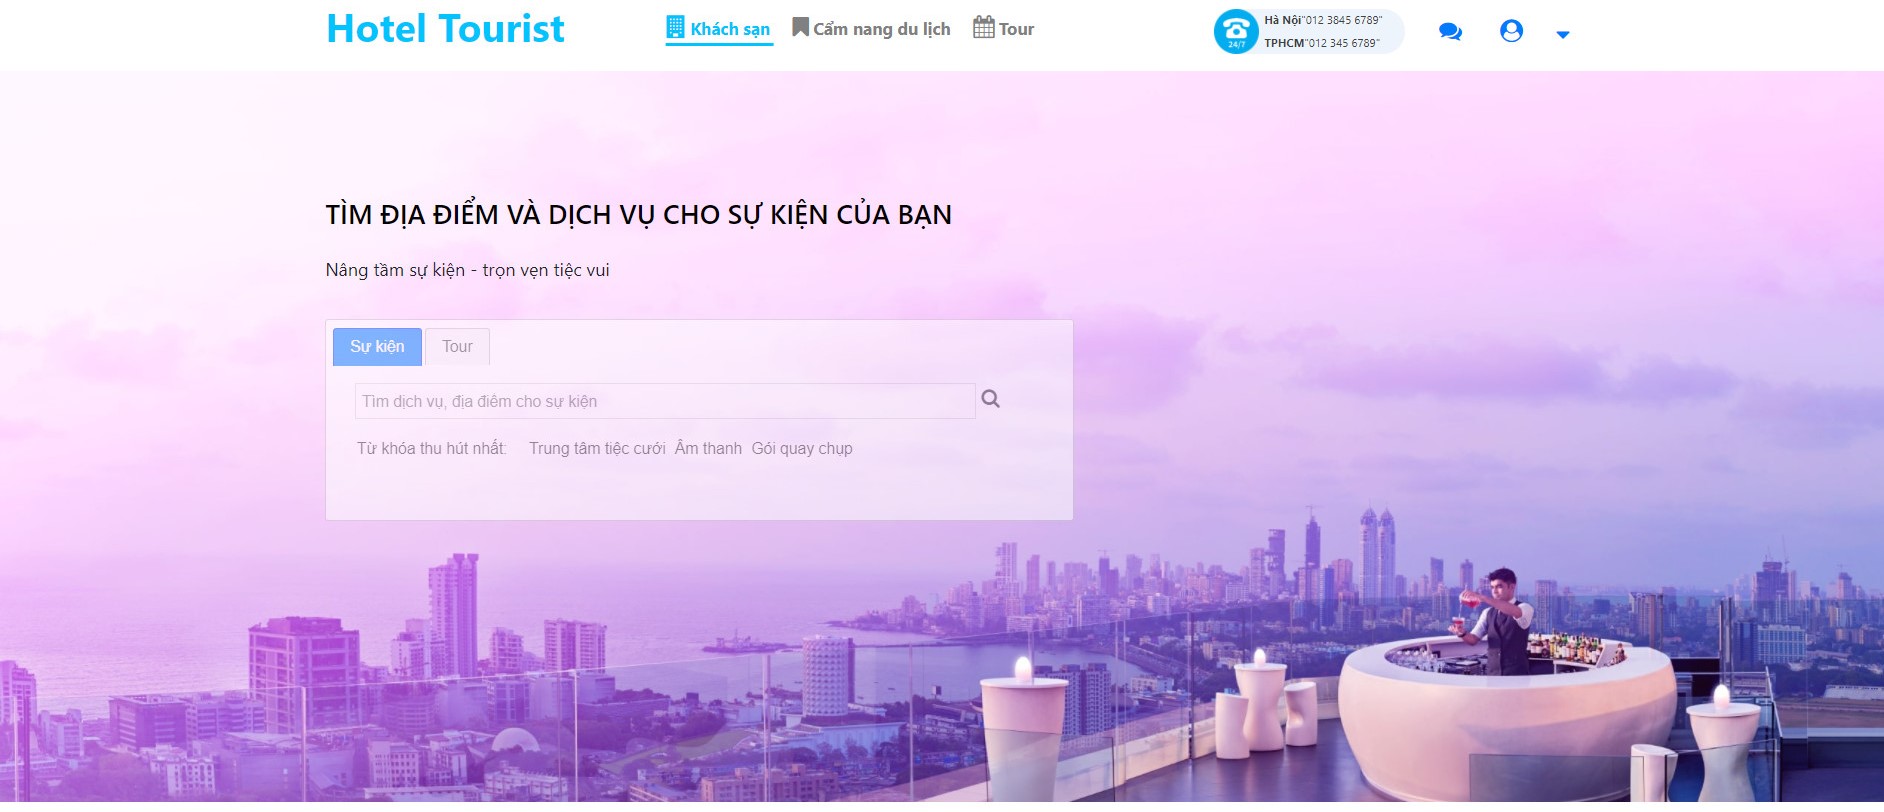 Hotel Tourist
Khách sạn
Cẩm nang du lịch
Tour
24/7
Hà Nội"012 3845 6789"
TPHCM"012 345 6789"
TÌM ĐỊA ĐIỂM VÀ DỊCH VỤ CHO SỰ KIỆN CỦA BẠN
Nâng tầm sự kiện - trọn vẹn tiệc vui
Sự kiện
Tour
Tìm dịch vụ, địa điêm cho sự kiện
Từ khóa thu hút nhất: Trung tâm tiệc cưới Âm thanh Gói quay chụp